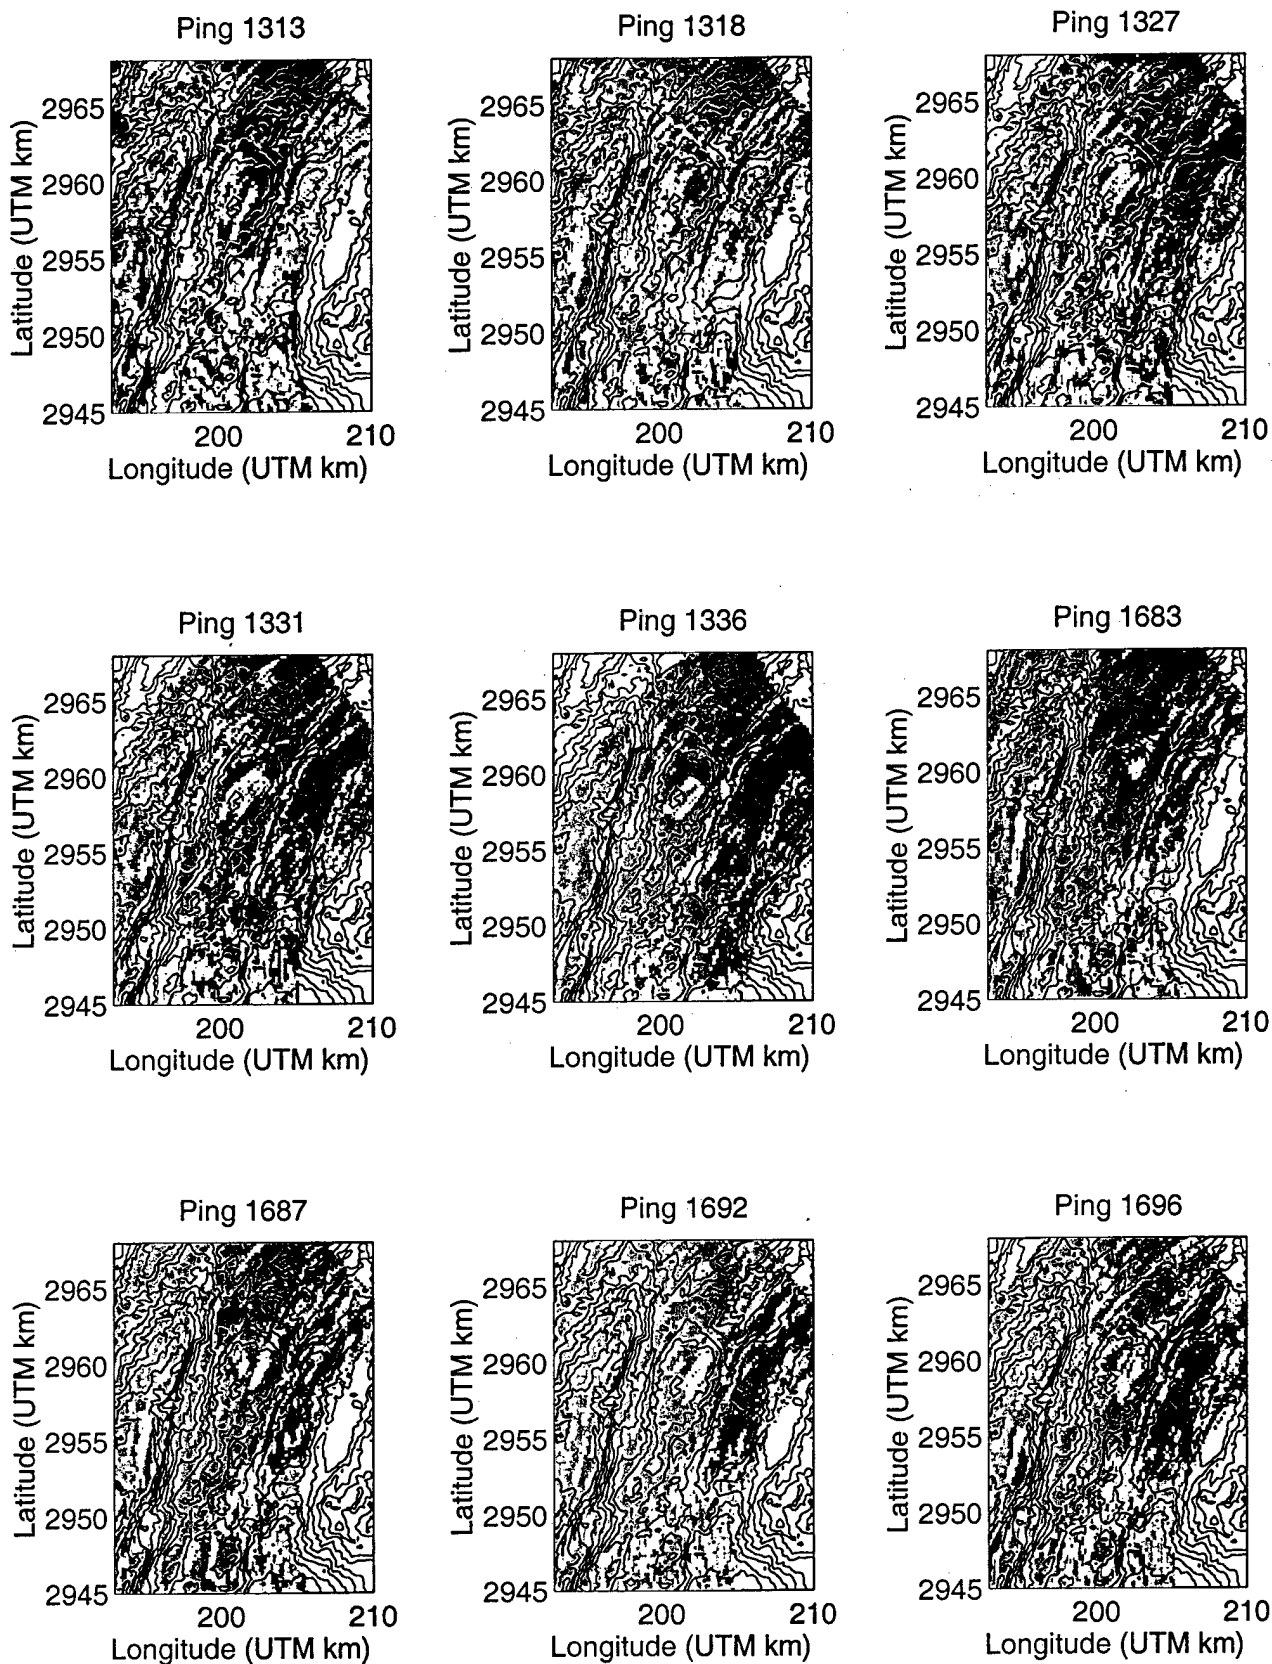 Ping 1313
Latitude (UTM km)
2965
2960
2955
2950
2945
200 210
Longitude (UTM km)
Ping 1318
Latitude (UTM km)
2965
2960
2955
2950
2945
200 210
Longitude (UTM km)
Ping 1327
Latitude (UTM km)
2965
2960
2955
2950
2945
200 210
Longitude (UTM km)
Ping 1331
Latitude (UTM km)
2965
2960
2955
2950
2945
200 210
Longitude (UTM km)
Ping 1336
Latitude (UTM km)
2965
2960
2955
2950
2945
200 210
Longitude (UTM km)
Ping 1683
Latitude (UTM km)
2965
2960
2955
2950
2945
200 210
Longitude (UTM km)
Ping 1687
Latitude (UTM km)
2965
2960
2955
2950
2945
200 210
Longitude (UTM km)
Ping 1692
Latitude (UTM km)
2965
2960
2955
2950
2945
200 210
Longitude (UTM km)
Ping 1696
Latitude (UTM km)
2965
2960
2955
2950
2945
200 210
Longitude (UTM km)